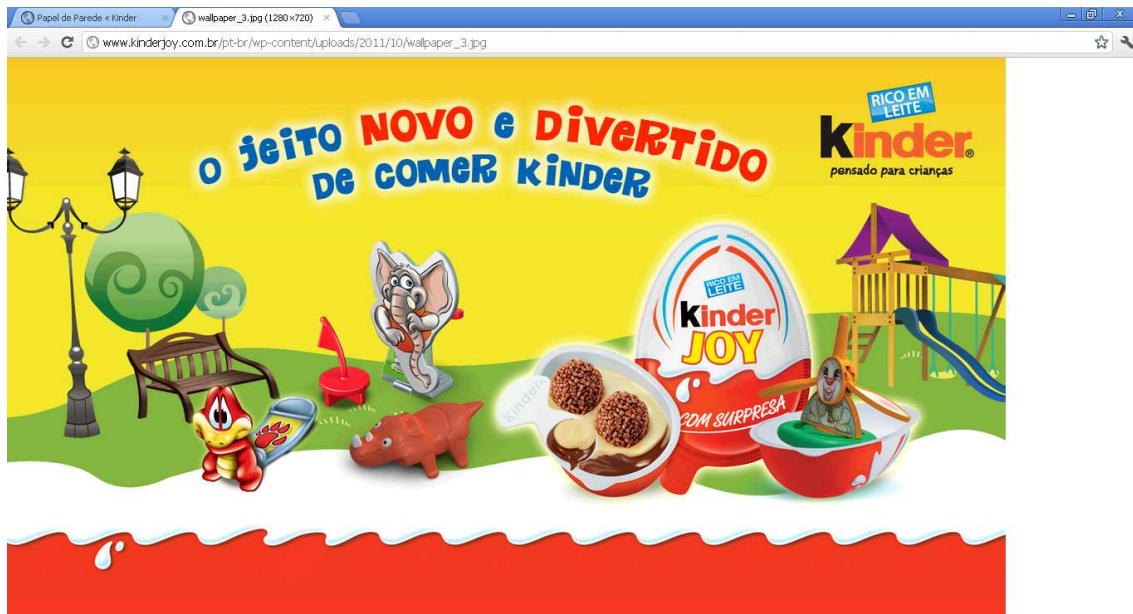 Papel de Parede « Kinder
wallpaper_3.jpg (1280×720)
www.kinderjoy.com.br/pt-br/wp-content/uploads/2011/10/wallpaper_3.jpg
O JEITO NOVO e DiVERTiDO
De COMER KiNDER
RICO EM
LEITE
Kinder®
pensado para crianças
RICO EM
LEITE
Kinder
JOY
COM SURPRESA
Kinder